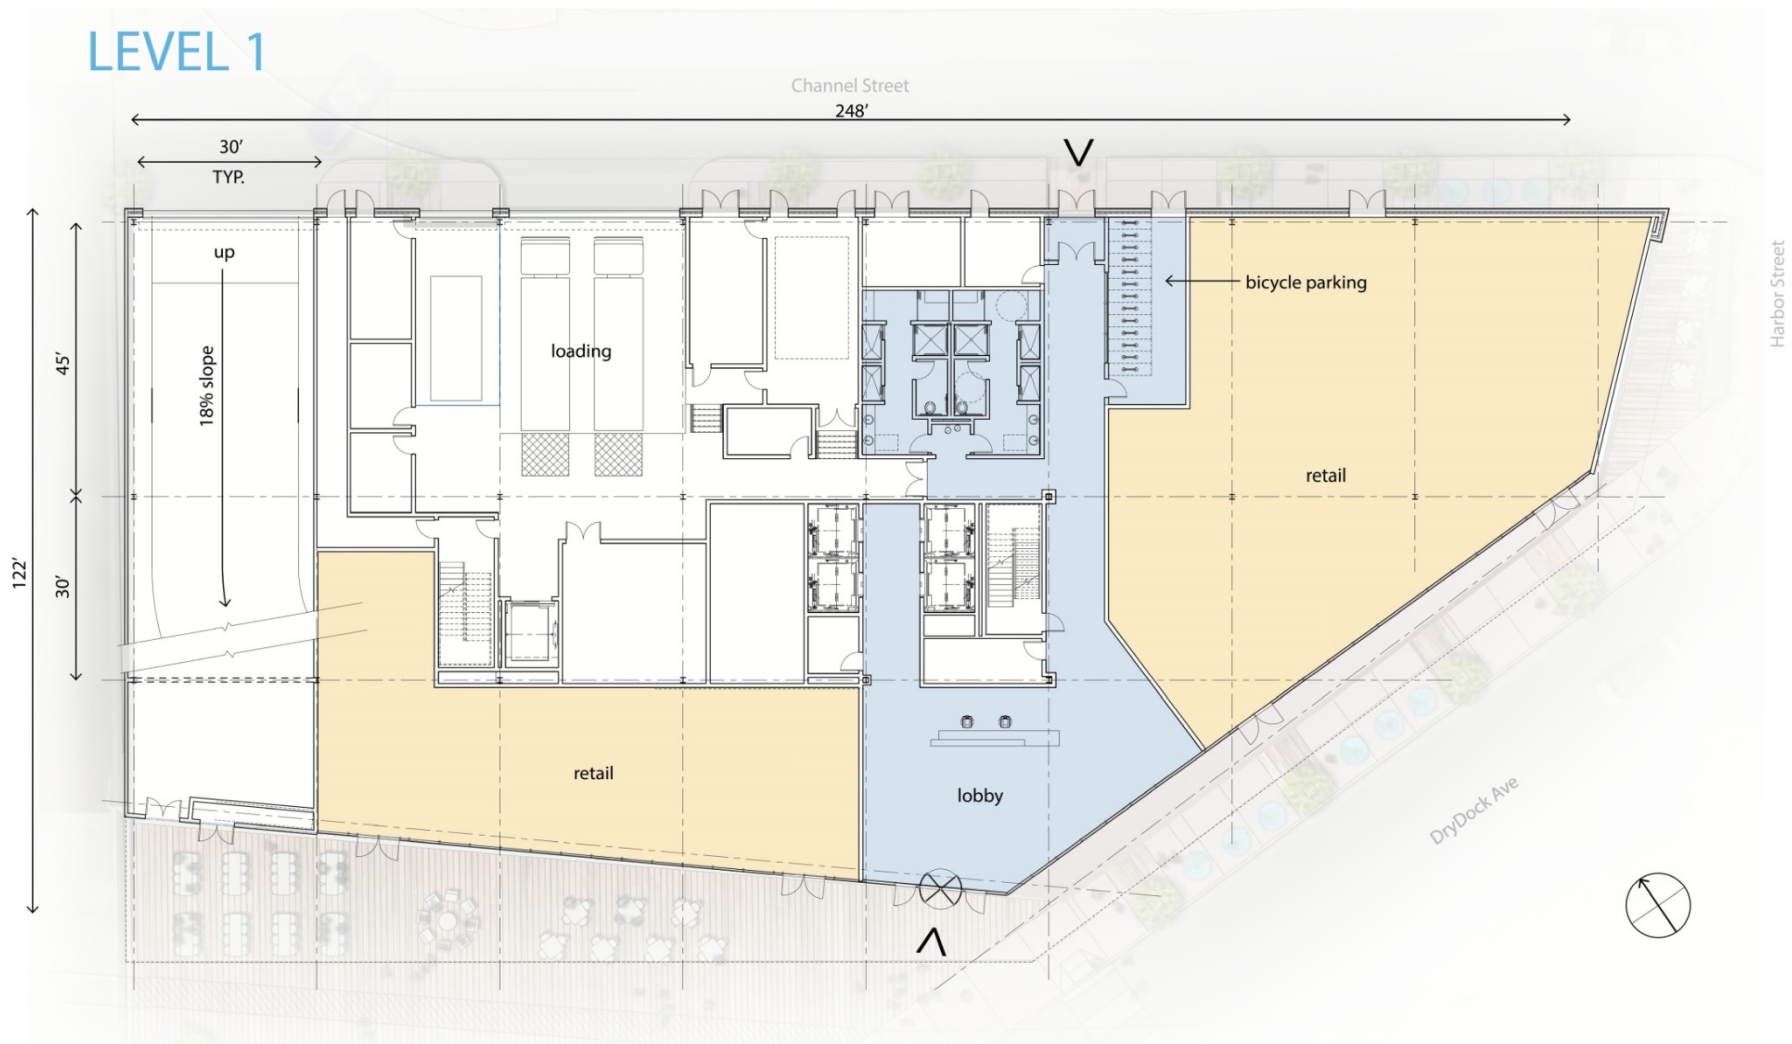 LEVEL 1
Channel Street
248’
30’
TYP.
up
45’
18% slope
loading
bicycle parking
Harbor Street
retail
122’
30’
retail
lobby
DryDock Ave